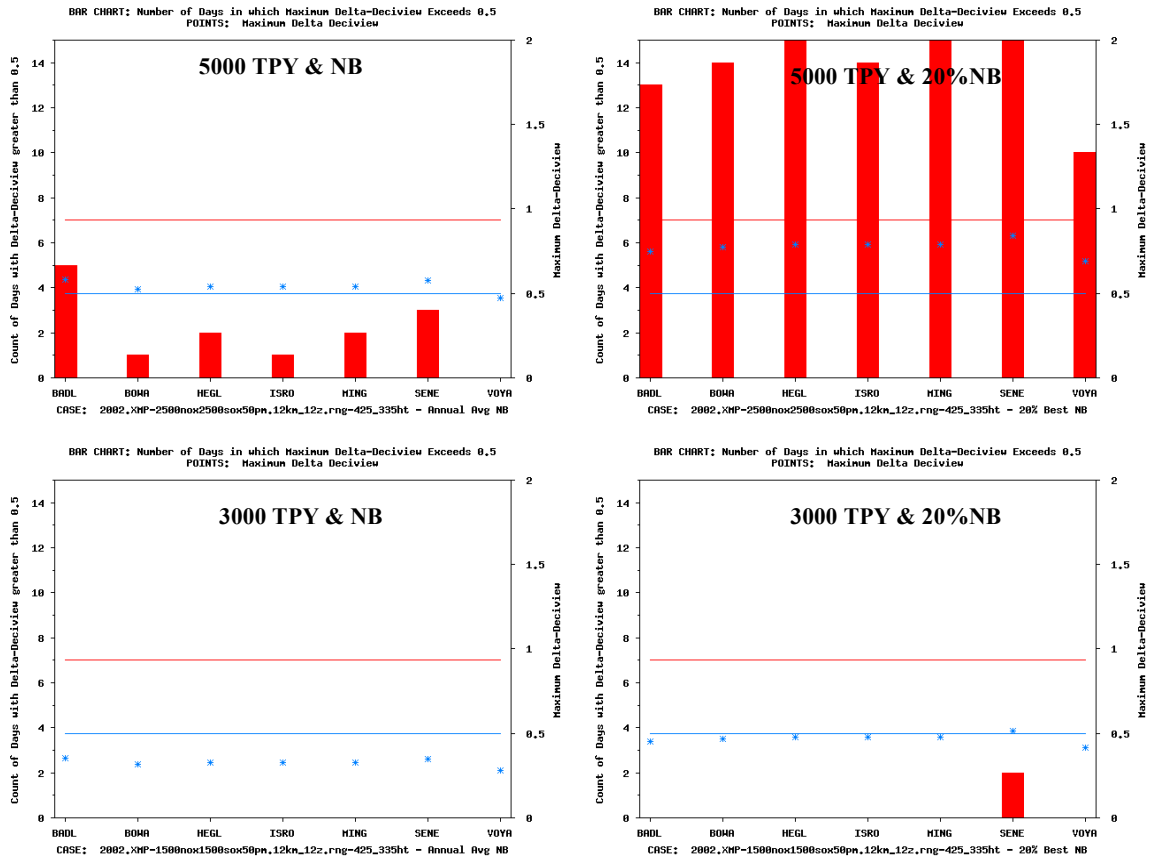 BAR CHART: Number of Days in which Maximum Delta-Deciview Exceeds 0.5
POINTS: Maximum Delta Deciview
5000 TPY & NB
Count of Days with Delta-Deciview greater than 0.5
14
12
10
8
6
4
2
0
2
1.5
1
0.5
0
Maximum Delta-Deciview
BADL BOWA HEGL ISRO MING SENE VOYA
CASE: 2002.XMP-2500nox2500sox50pm.12km_12z.rng-425_335ht - Annual Avg NB
BAR CHART: Number of Days in which Maximum Delta-Deciview Exceeds 0.5
POINTS: Maximum Delta Deciview
5000 TPY & 20%NB
Count of Days with Delta-Deciview greater than 0.5
14
12
10
8
6
4
2
0
2
1.5
1
0.5
0
Maximum Delta-Deciview
BADL BOWA HEGL ISRO MING SENE VOYA
CASE: 2002.XMP-2500nox2500sox50pm.12km_12z.rng-425_335ht - 20% Best NB
BAR CHART: Number of Days in which Maximum Delta-Deciview Exceeds 0.5
POINTS: Maximum Delta Deciview
3000 TPY & NB
Count of Days with Delta-Deciview greater than 0.5
14
12
10
8
6
4
2
0
2
1.5
1
0.5
0
Maximum Delta-Deciview
BADL BOWA HEGL ISRO MING SENE VOYA
CASE: 2002.XMP-1500nox1500sox50pm.12km_12z.rng-425_335ht - Annual Avg NB
BAR CHART: Number of Days in which Maximum Delta-Deciview Exceeds 0.5
POINTS: Maximum Delta Deciview
3000 TPY & 20%NB
Count of Days with Delta-Deciview greater than 0.5
14
12
10
8
6
4
2
0
2
1.5
1
0.5
0
Maximum Delta-Deciview
BADL BOWA HEGL ISRO MING SENE VOYA
CASE: 2002.XMP-1500nox1500sox50pm.12km_12z.rng-425_335ht - 20% Best NB